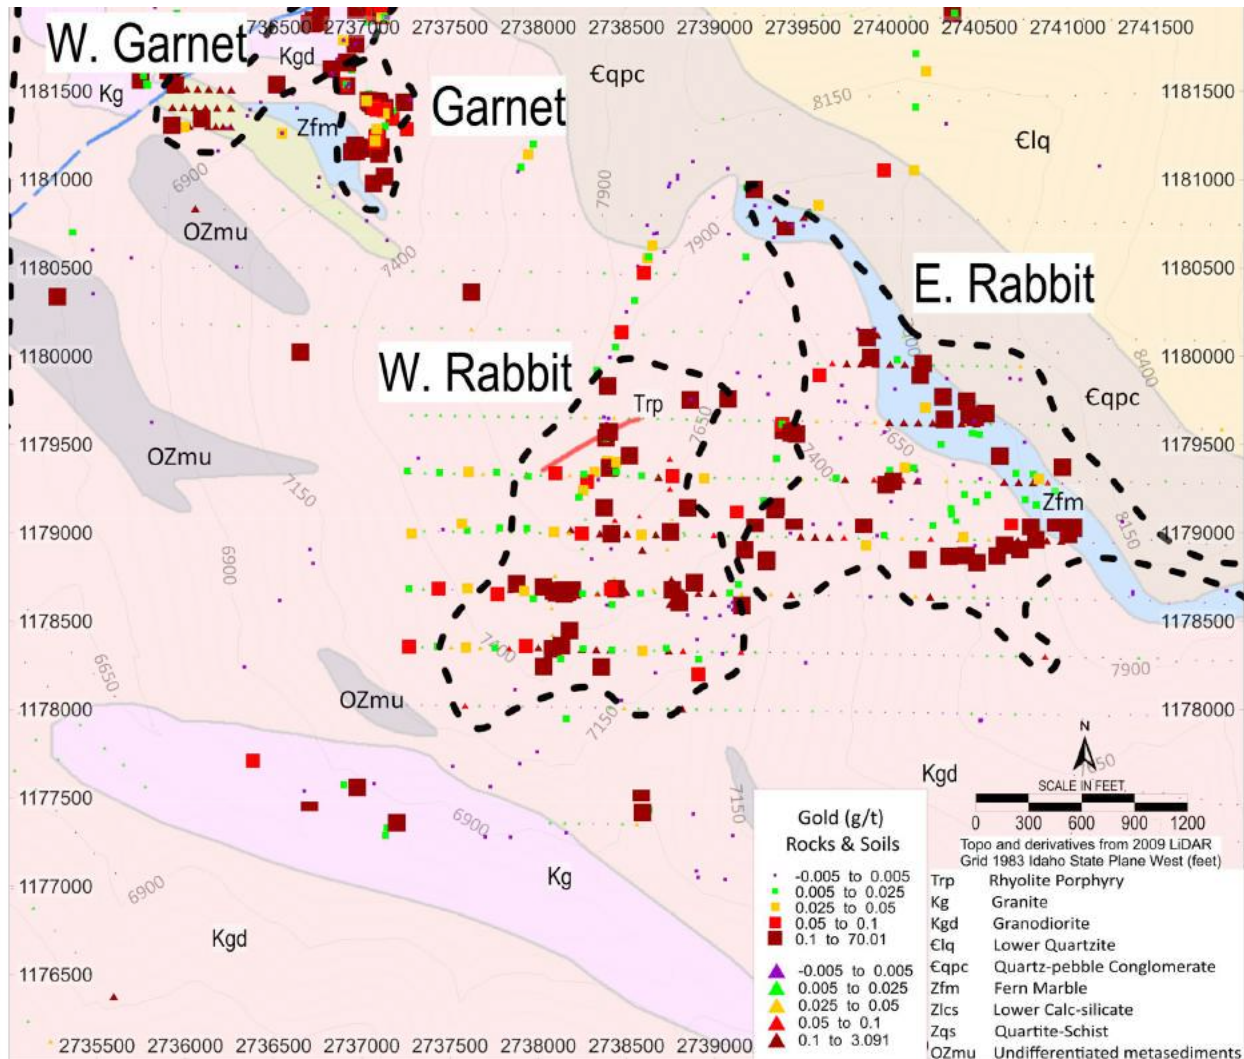 2736500 2737000 2738000 2738500 2739000 2739500 2740000 2740500 2741000 2741500
W. Garnet
Kgd
Kg
1181500
Garnet
Zfm
Єqpc
8150
Єlq
1181500
1181000
6900
7900
1181000
OZmu
7400
7900
1180500
E. Rabbit
1180500
1180000
W. Rabbit
1180000
8400
Trp
7650
Єqpc
1179500
OZmu
7650
7400
1179500
7150
Zfm
1179000
8150
1179000
6900
1178500
7400
1178500
6650
7900
OZmu
1178000
7150
1178000
N
7650
Kgd
SCALE IN FEET
0 300 600 900 1200
Topo and derivatives from 2009 LiDAR
Grid 1983 Idaho State Plane West (feet)
1177500
6900
7150
Kg
1177000
6900
Kgd
1176500
2735500 2736000 2736500 2737000 2737500 2738000 2738500 2739000
Gold (g/t)
Rocks & Soils
-0.005 to 0.005
0.005 to 0.025
0.025 to 0.05
0.05 to 0.1
0.1 to 70.01
-0.005 to 0.005
0.005 to 0.025
0.025 to 0.05
0.05 to 0.1
0.1 to 3.091
Trp Rhyolite Porphyry
Kg Granite
Kgd Granodiorite
Єlq Lower Quartzite
Єqpc Quartz-pebble Conglomerate
Zfm Fern Marble
Zlcs Lower Calc-silicate
Zqs Quartite-Schist
OZmu Undifferentiated metasediments